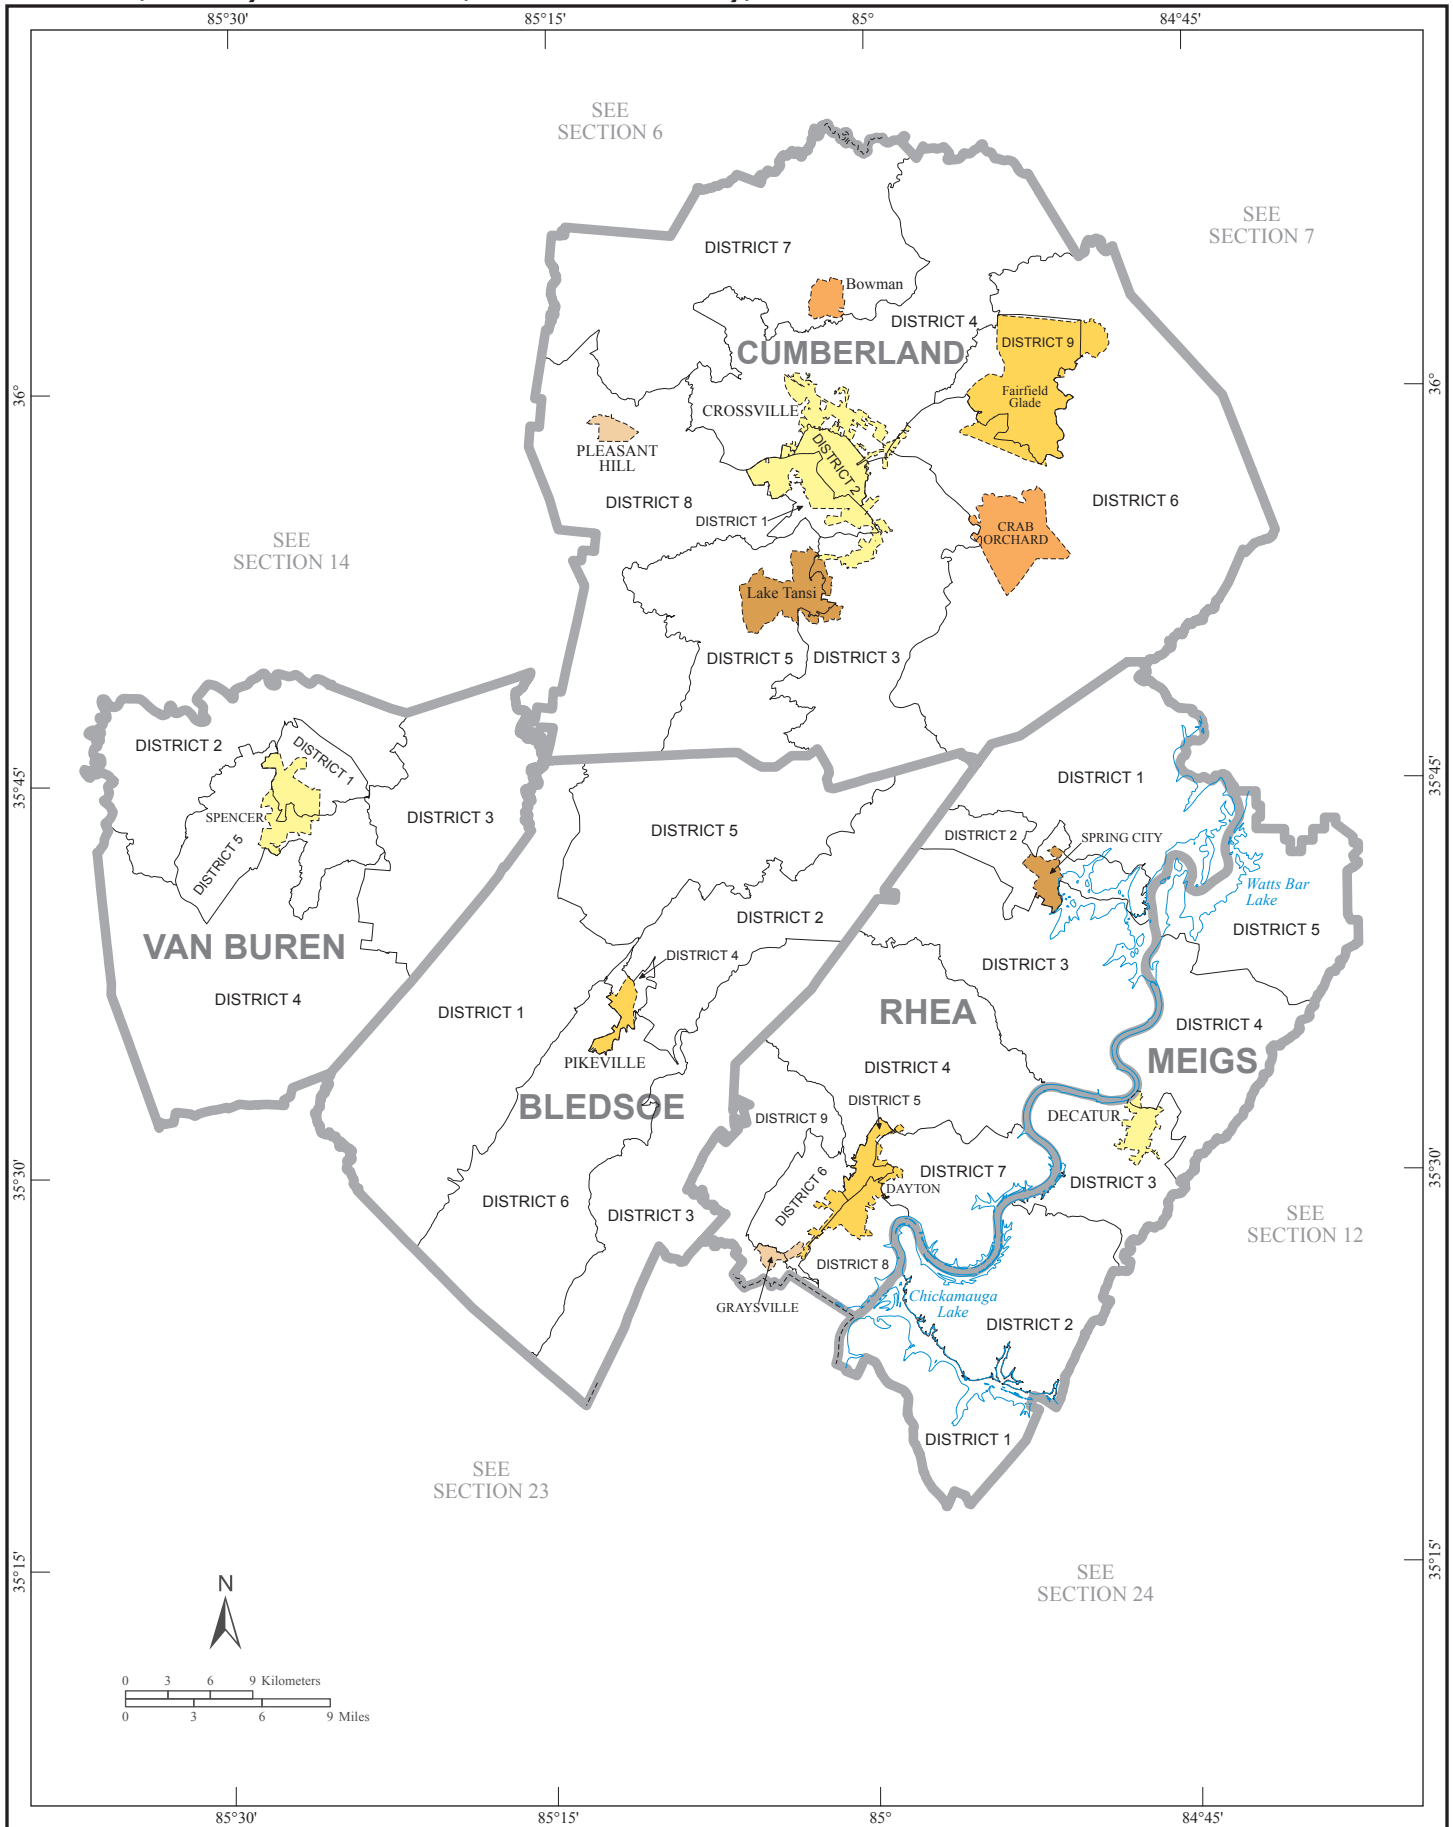 85°30'
85°15'
85°
84°45'
SEE
SECTION 6
SEE
SECTION 7
DISTRICT 7
Bowman
DISTRICT 4
CUMBERLAND
DISTRICT 9
36°
36°
Fairfield
Glade
CROSSVILLE
PLEASANT
HILL
DISTRICT 2
DISTRICT 8
DISTRICT 6
DISTRICT 1
CRAB
ORCHARD
SEE
SECTION 14
Lake Tansi
DISTRICT 5
DISTRICT 3
DISTRICT 2
DISTRICT 1
35°45'
35°45'
DISTRICT 1
SPENCER
DISTRICT 3
DISTRICT 5
DISTRICT 5
DISTRICT 2
SPRING CITY
Watts Bar
Lake
DISTRICT 2
DISTRICT 5
VAN BUREN
DISTRICT 4
DISTRICT 3
DISTRICT 4
DISTRICT 1
RHEA
DISTRICT 4
MEIGS
PIKEVILLE
DISTRICT 4
BLEDSOE
DISTRICT 5
DECATUR
DISTRICT 9
35°30'
35°30'
DISTRICT 6
DISTRICT 7
DAYTON
DISTRICT 3
DISTRICT 6
DISTRICT 3
SEE
SECTION 12
DISTRICT 8
GRAYSVILLE
Chickamauga
Lake
DISTRICT 2
DISTRICT 1
SEE
SECTION 23
35°15'
35°15'
SEE
SECTION 24
N
0 3 6 9 Kilometers
0 3 6 9 Miles
85°30'
85°15'
85°
84°45'